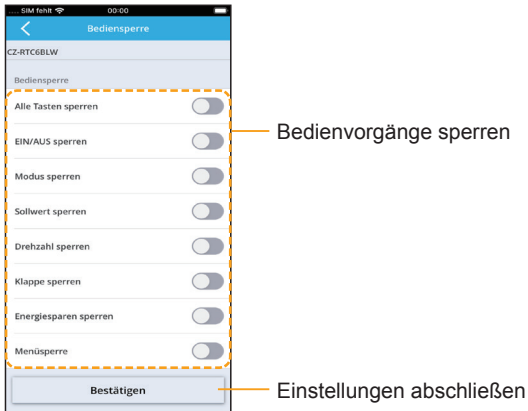 .... SIM fehlt 00:00
Bediensperre
CZ-RTC6BLW
Bediensperre
Alle Tasten sperren
EIN/AUS sperren
Modus sperren
Sollwert sperren
Drehzahl sperren
Klappe sperren
Energiesparen sperren
Menüsperre
Bestätigen
Bedienvorgänge sperren
Einstellungen abschließen